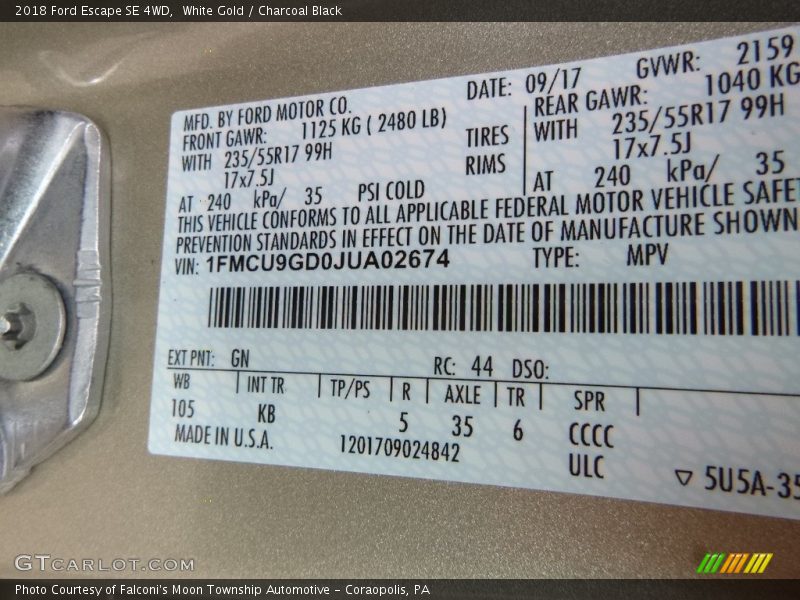 2018 Ford Escape SE 4WD, White Gold / Charcoal Black
MFD. BY FORD MOTOR CO. DATE: 09/17 GVWR: 2159
FRONT GAWR: 1125 KG ( 2480 LB) REAR GAWR: 1040 KG
WITH 235/55R17 99H TIRES WITH 235/55R17 99H
17x7.5J RIMS 17x7.5J
AT 240 kPa/ 35 PSI COLD AT 240 kPa/ 35
THIS VEHICLE CONFORMS TO ALL APPLICABLE FEDERAL MOTOR VEHICLE SAFE
PREVENTION STANDARDS IN EFFECT ON THE DATE OF MANUFACTURE SHOWN
VIN: 1FMCU9GD0JUA02674 TYPE: MPV
EXT PNT: GN RC: 44 DSO:
WB INT TR TP/PS R AXLE TR SPR
105 KB 5 35 6 CCCC
MADE IN U.S.A. 1201709024842 ULC
5U5A-35
GTCARLOT.COM
Photo Courtesy of Falconi's Moon Township Automotive – Coraopolis, PA